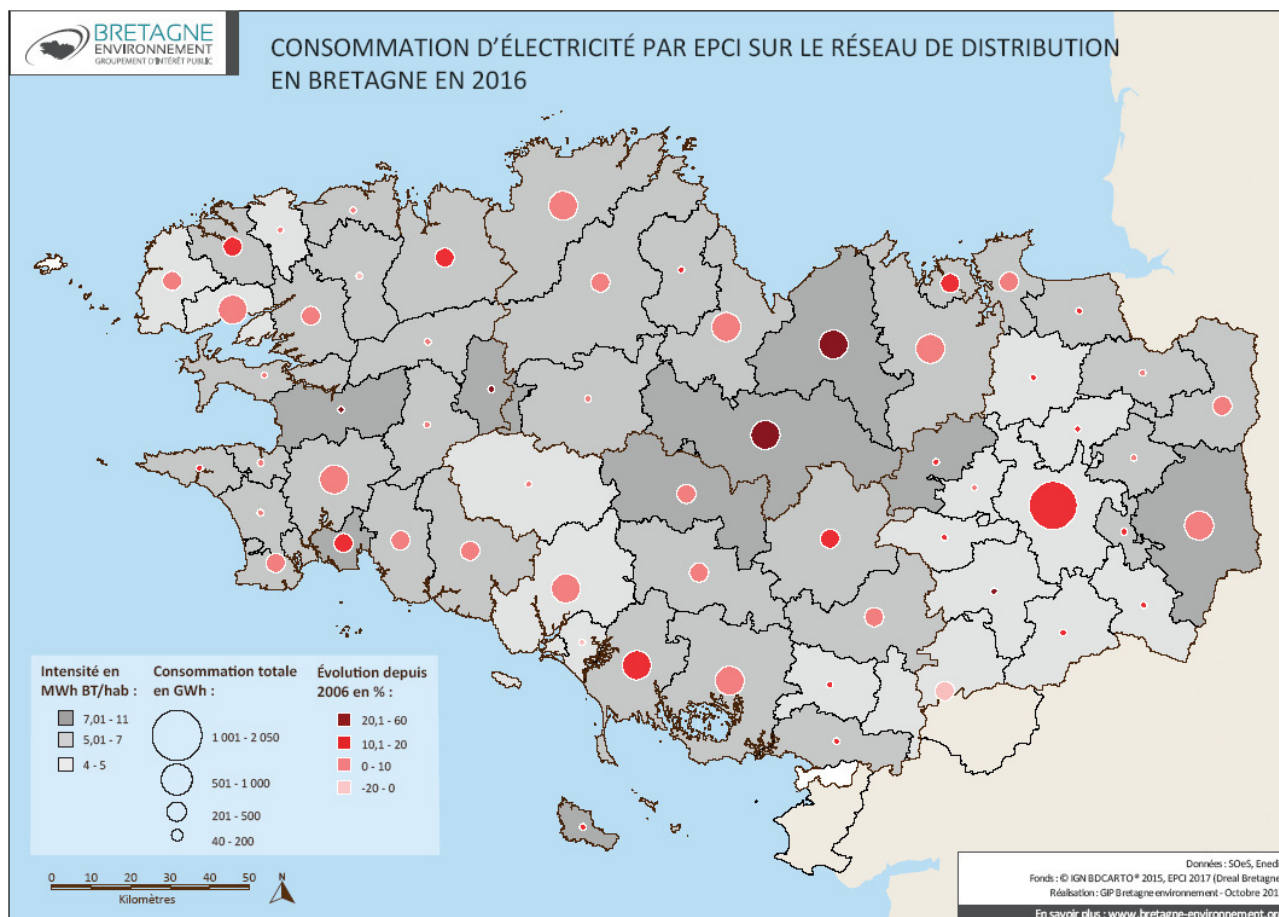 BRETAGNE
ENVIRONNEMENT
GROUPEMENT D'INTÉRÊT PUBLIC
CONSOMMATION D'ÉLECTRICITÉ PAR EPCI SUR LE RÉSEAU DE DISTRIBUTION
EN BRETAGNE EN 2016
Intensité en
MWh BT/hab :
7,01 - 11
5,01 - 7
4 - 5
Consommation totale
en GWh :
1 001 - 2 050
501 - 1 000
201 - 500
40 - 200
Évolution depuis
2006 en % :
20,1 - 60
10,1 - 20
0 - 10
-20 - 0
0 10 20 30 40 50
Kilomètres
N
Données : SOeS, Enedi
Fonds : © IGN BDCARTO® 2015, EPCI 2017 (Dreal Bretagne
Réalisation : GIP Bretagne environnement - Octobre 201
En savoir plus : www.bretagne-environnement.co